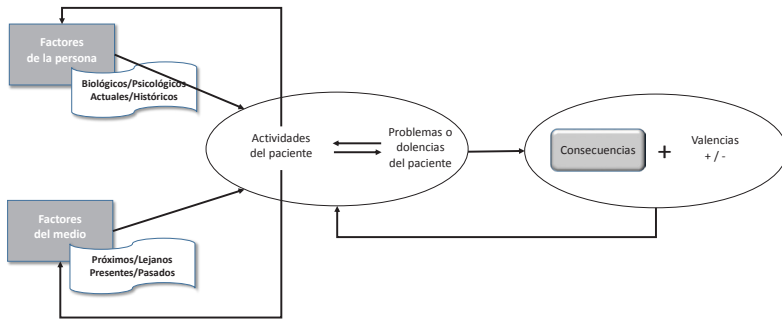 Factores
de la persona
Biológicos/Psicológicos
Actuales/Históricos
Actividades
del paciente
Problemas o
dolencias
del paciente
Consecuencias
+
Valencias
+ / -
Factores
del medio
Próximos/Lejanos
Presentes/Pasados